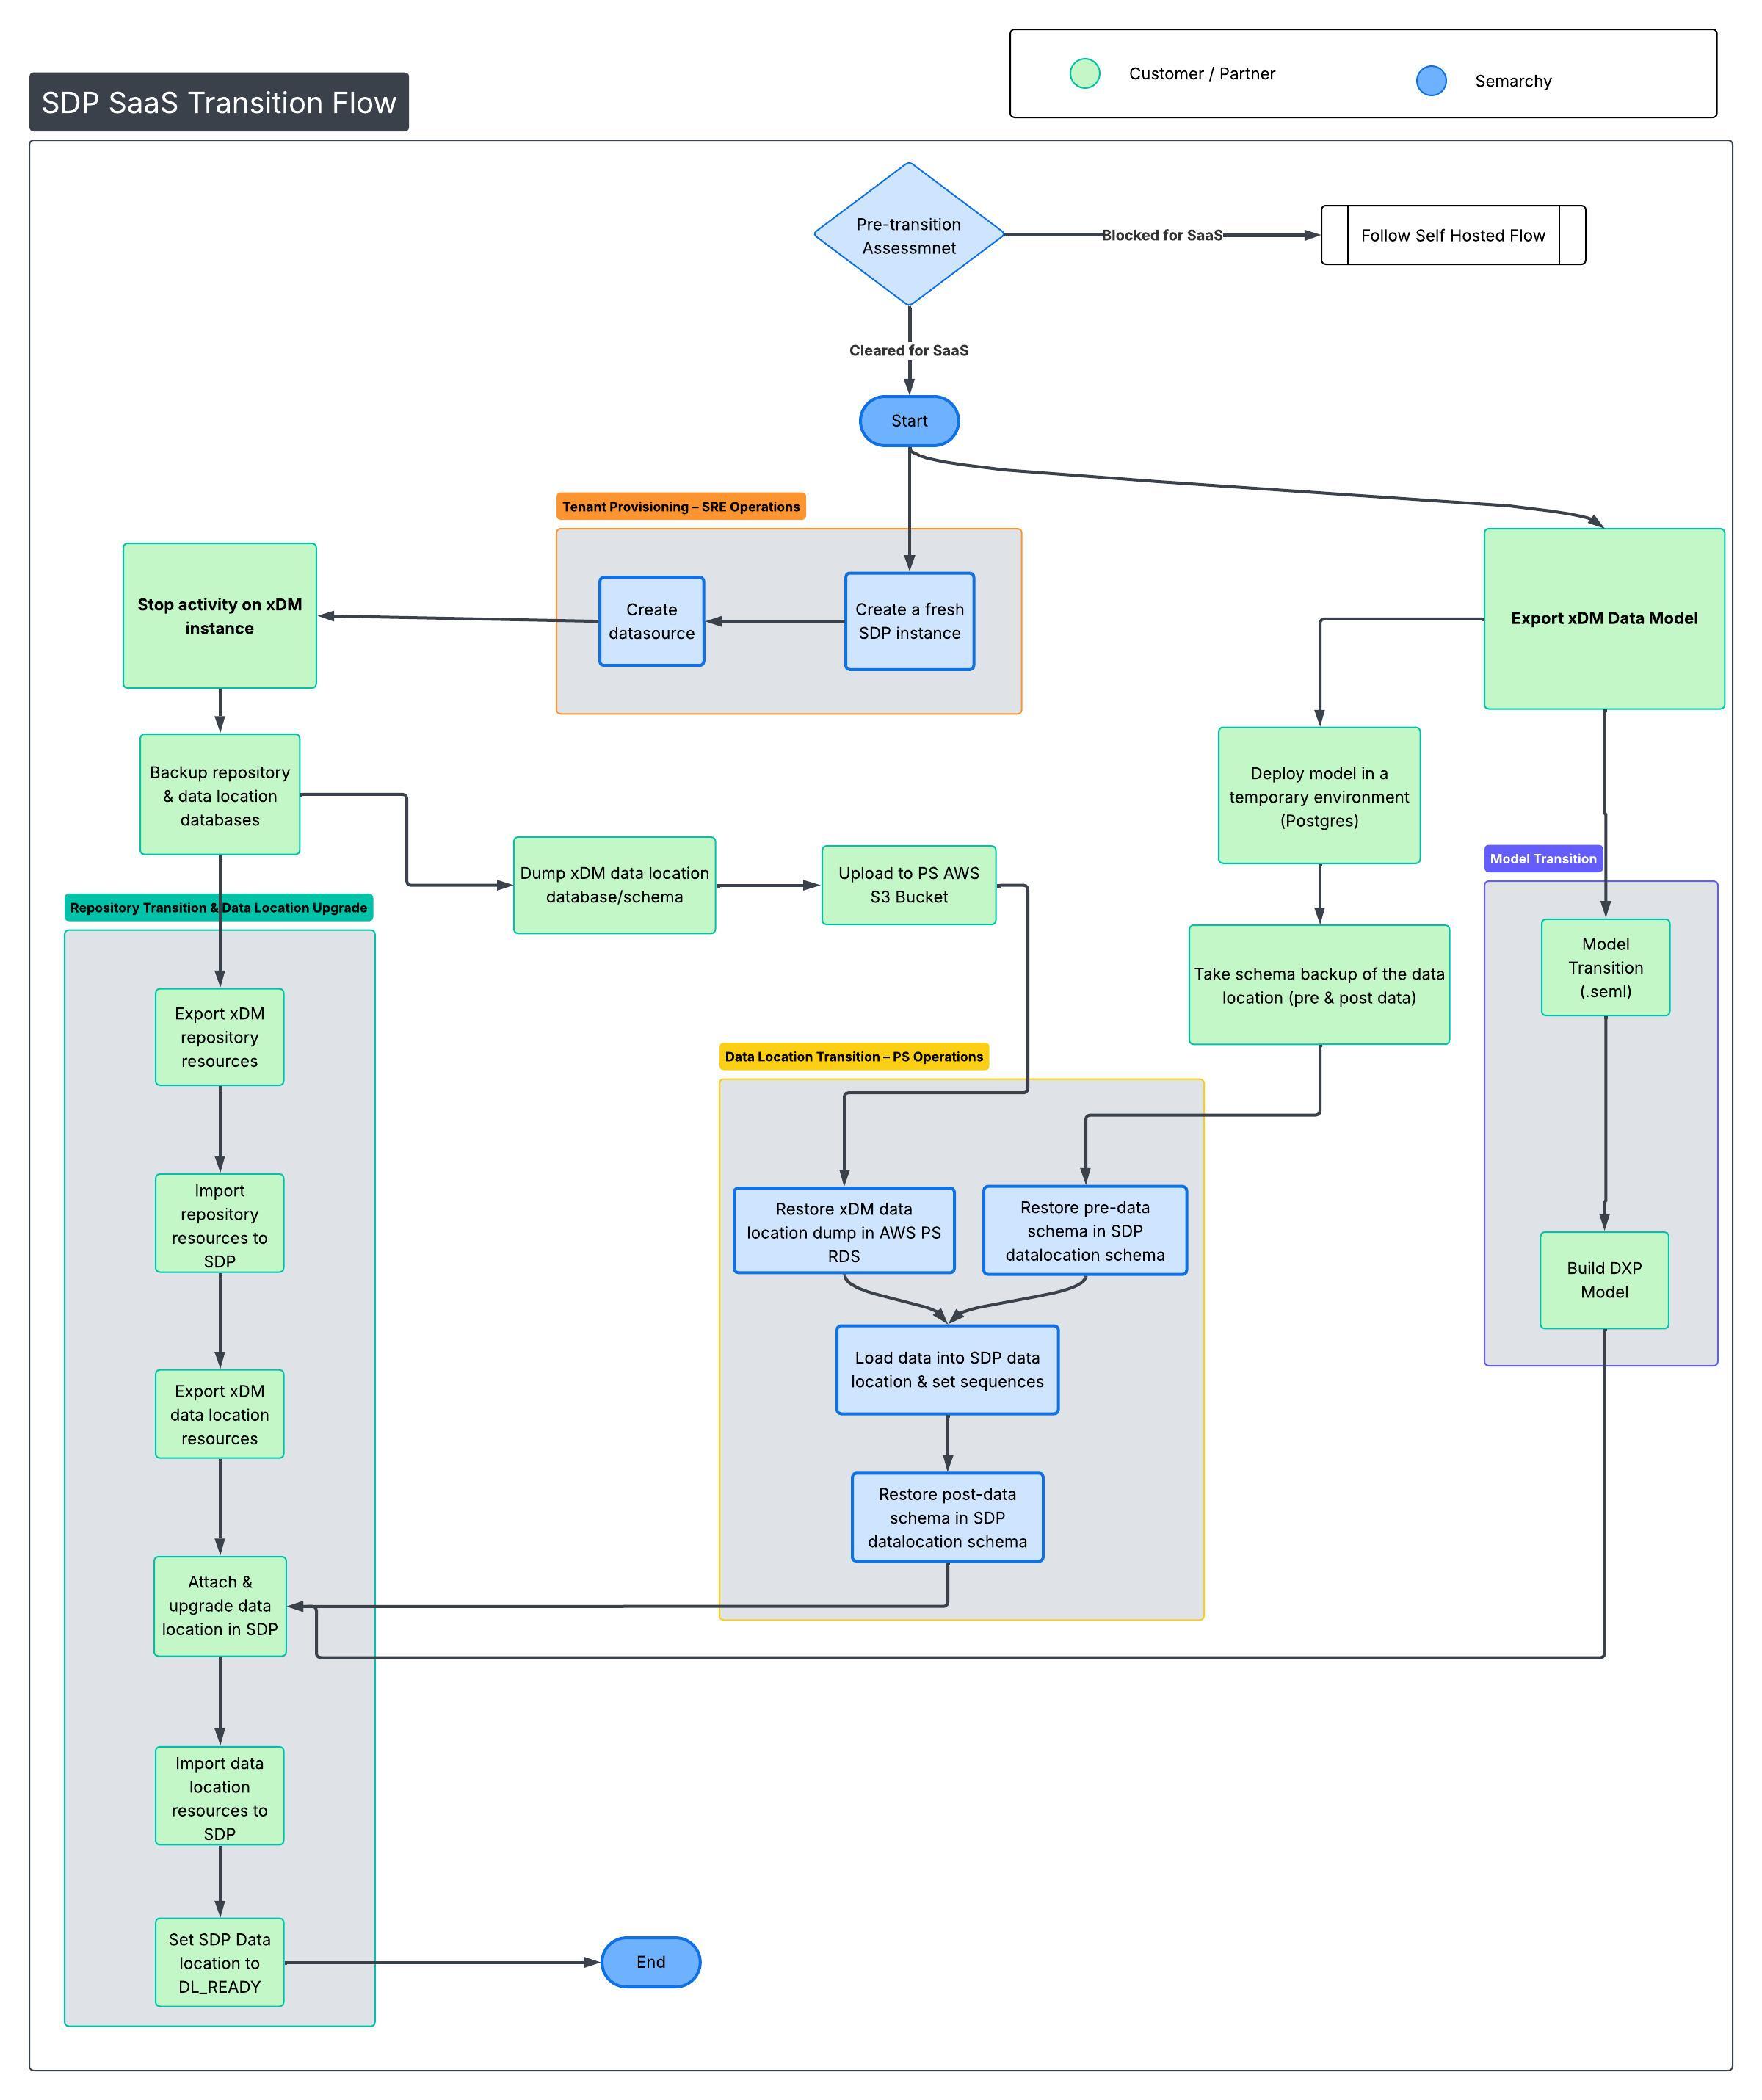 Customer / Partner
Semarchy
SDP SaaS Transition Flow
Pre-transition
Assessmnet
Blocked for SaaS
Follow Self Hosted Flow
Cleared for SaaS
Start
Tenant Provisioning – SRE Operations
Stop activity on xDM
instance
Create
datasource
Create a fresh
SDP instance
Export xDM Data Model
Backup repository
& data location
databases
Deploy model in a
temporary environment
(Postgres)
Dump xDM data location
database/schema
Upload to PS AWS
S3 Bucket
Model Transition
Repository Transition & Data Location Upgrade
Model
Transition
(.seml)
Take schema backup of the data
location (pre & post data)
Export xDM
repository
resources
Data Location Transition – PS Operations
Import
repository
resources to
SDP
Restore xDM data
location dump in AWS PS
RDS
Restore pre-data
schema in SDP
datalocation schema
Build DXP
Model
Load data into SDP data
location & set sequences
Export xDM
data location
resources
Restore post-data
schema in SDP
datalocation schema
Attach &
upgrade data
location in SDP
Import data
location
resources to
SDP
Set SDP Data
location to
DL_READY
End